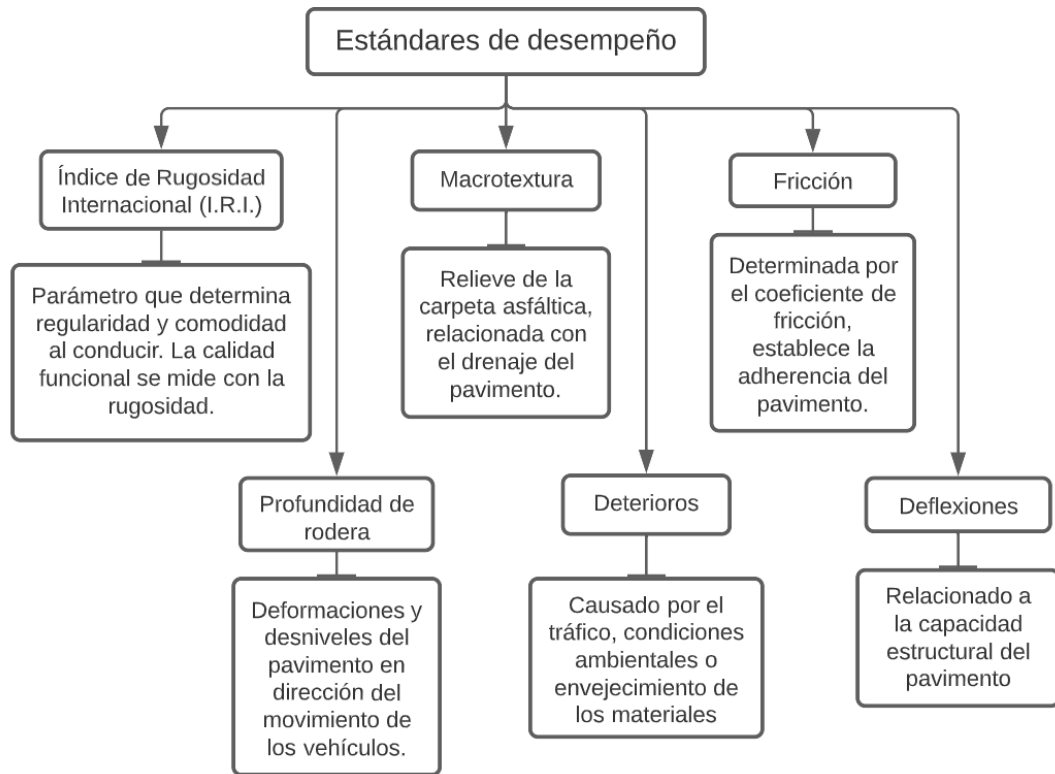 Estándares de desempeño
Índice de Rugosidad
Internacional (I.R.I.)
Parámetro que determina
regularidad y comodidad
al conducir. La calidad
funcional se mide con la
rugosidad.
Macrotextura
Relieve de la
carpeta asfáltica,
relacionada con
el drenaje del
pavimento.
Fricción
Determinada por
el coeficiente de
fricción,
establece la
adherencia del
pavimento.
Profundidad de
rodera
Deformaciones y
desniveles del
pavimento en
dirección del
movimiento de
los vehículos.
Deterioros
Causado por el
tráfico, condiciones
ambientales o
envejecimiento de
los materiales
Deflexiones
Relacionado a
la capacidad
estructural del
pavimento